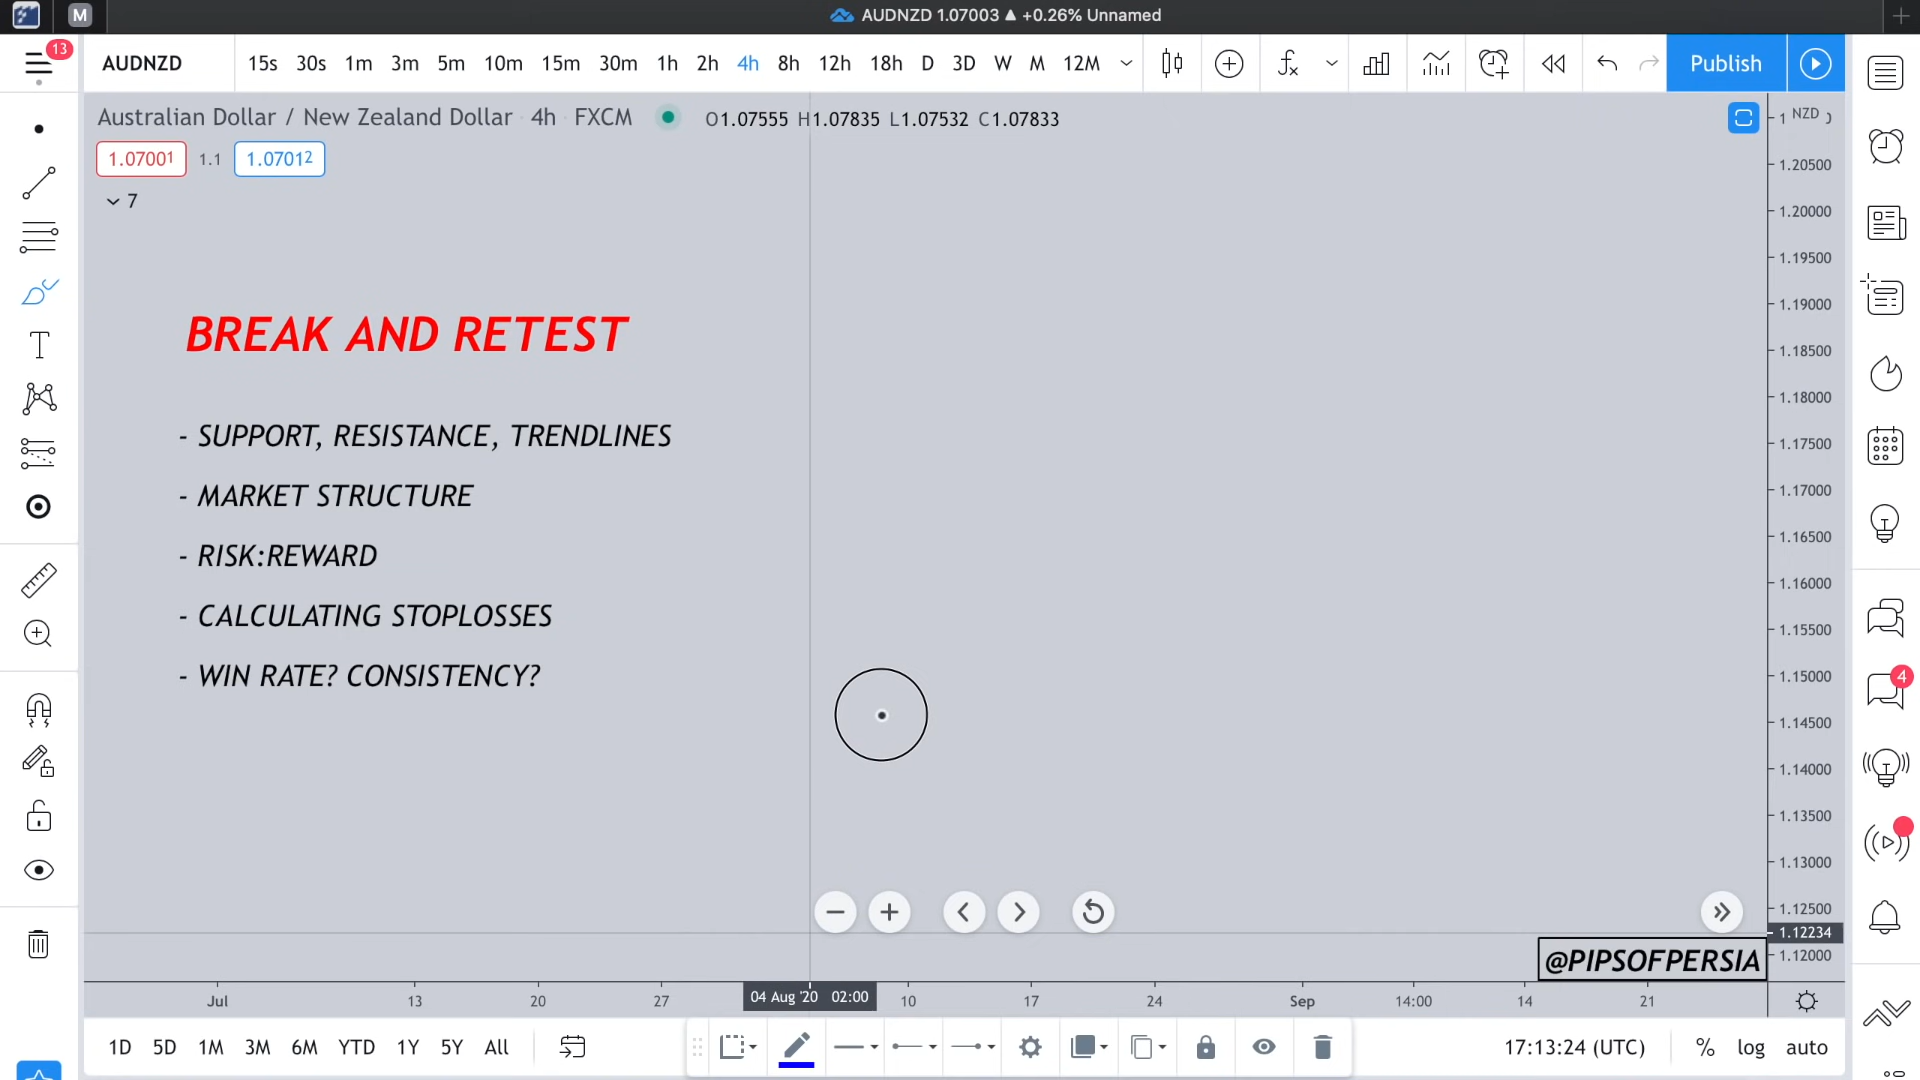 M
AUDNZD 1.07003 ▲ +0.26% Unnamed
13
AUDNZD 15s 30s 1m 3m 5m 10m 15m 30m 1h 2h 4h 8h 12h 18h D 3D W M 12M Publish
Australian Dollar / New Zealand Dollar 4h FXCM O1.07555 H1.07835 L1.07532 C1.07833
NZD
1.07001 1.1 1.07012
7
BREAK AND RETEST
- SUPPORT, RESISTANCE, TRENDLINES
- MARKET STRUCTURE
- RISK:REWARD
- CALCULATING STOPLOSSES
- WIN RATE? CONSISTENCY?
1.20500
1.20000
1.19500
1.19000
1.18500
1.18000
1.17500
1.17000
1.16500
1.16000
1.15500
1.15000
1.14500
1.14000
1.13500
1.13000
1.12500
1.12234
1.12000
4
@PIPSOFPERSIA
Jul 13 20 27 04 Aug '20 02:00 10 17 24 Sep 14:00 14 21
1D 5D 1M 3M 6M YTD 1Y 5Y All 17:13:24 (UTC) % log auto